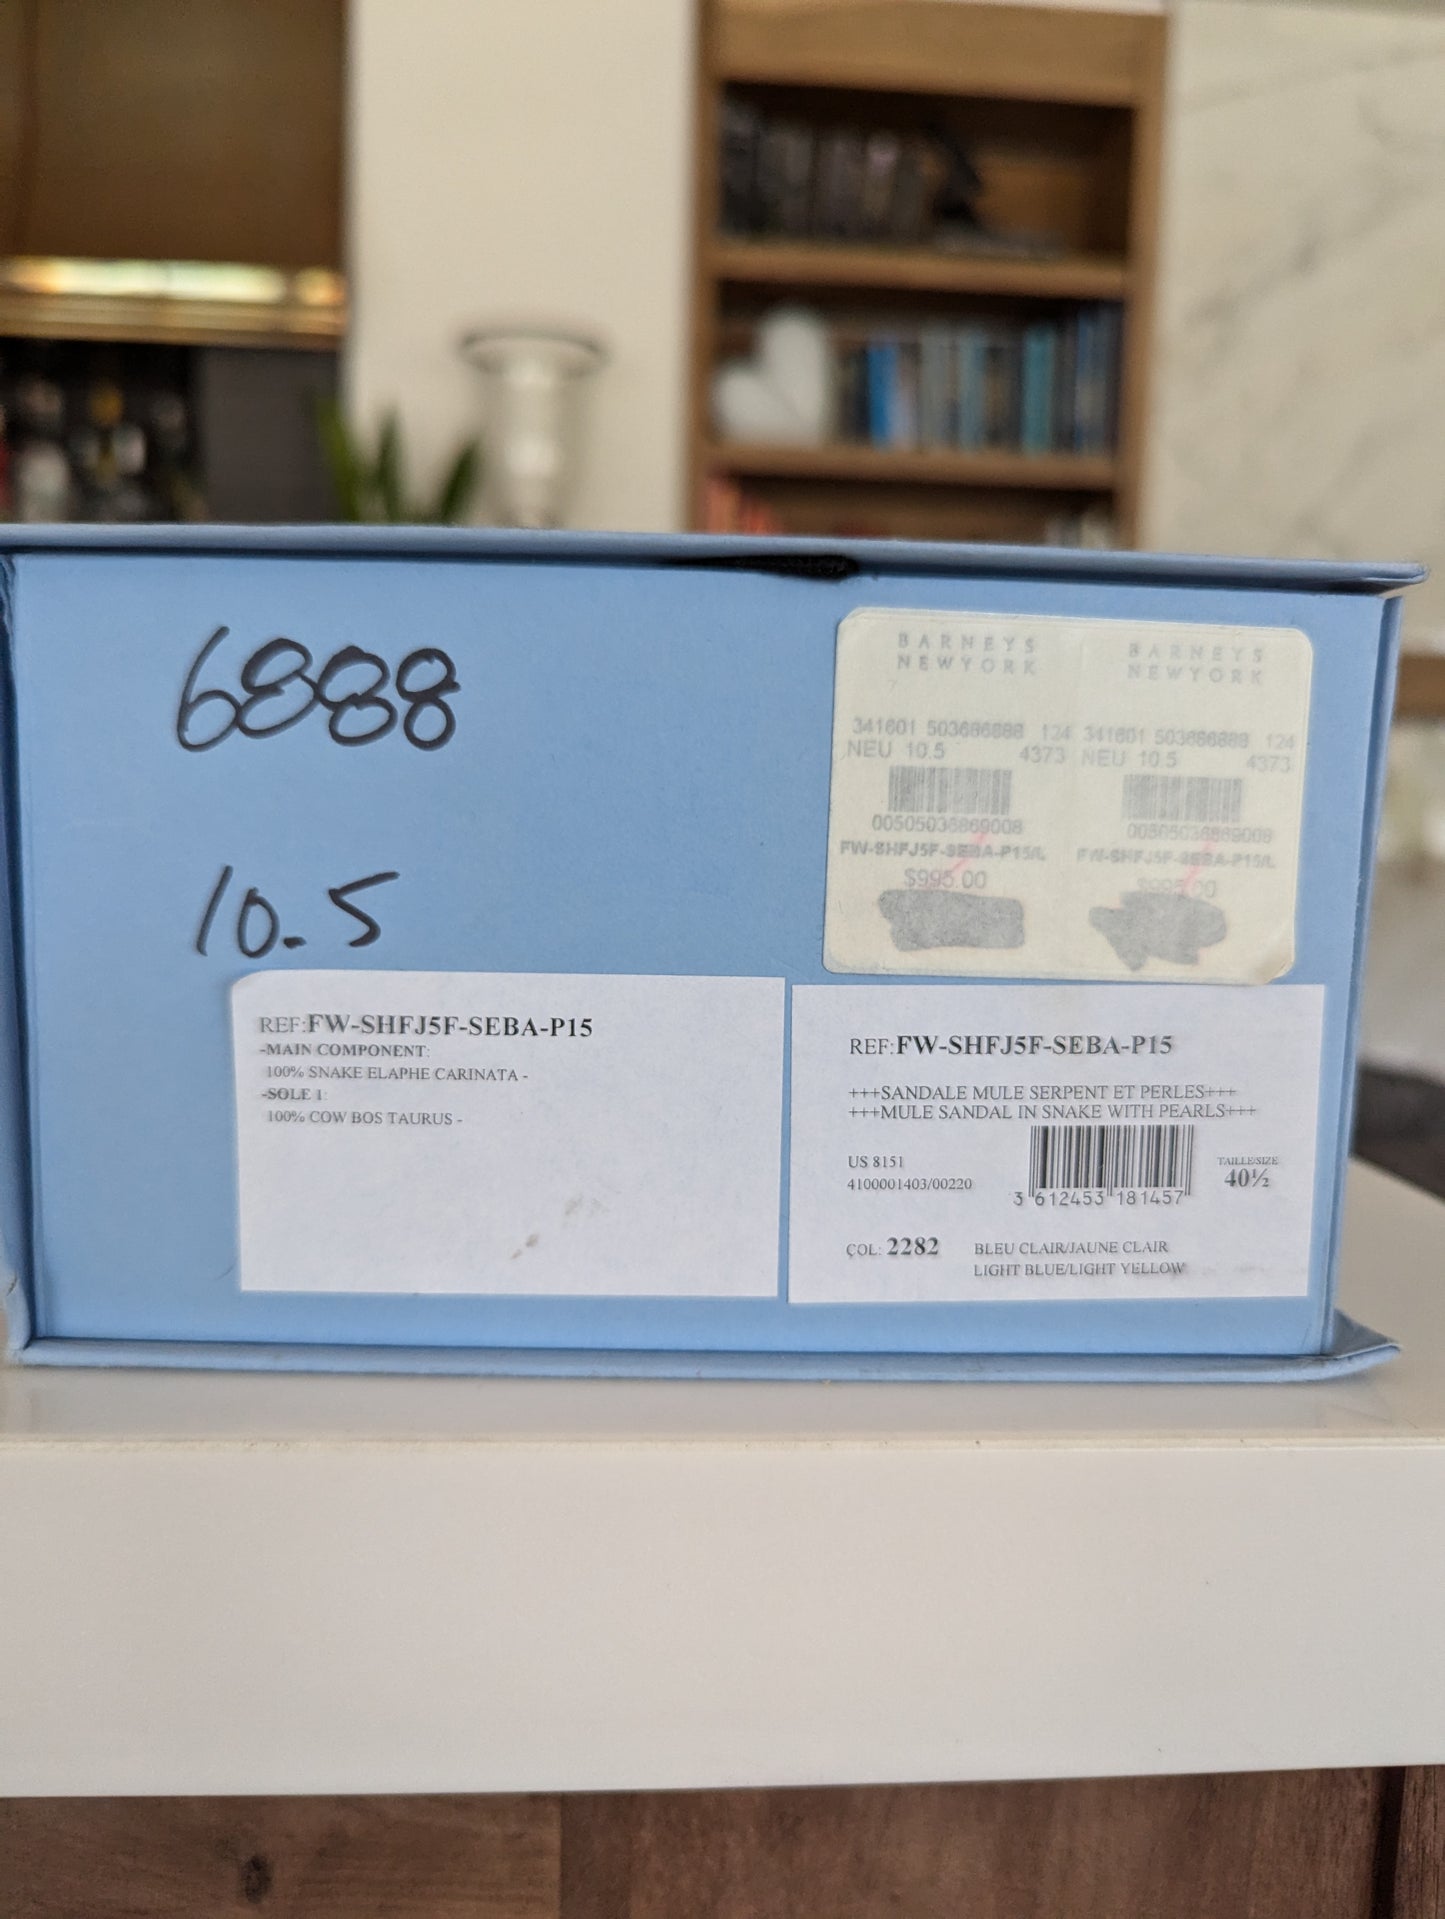 6888
10.5
BARNEYS
NEWYORK
341601 503686888 124
NEU 10.5 4373
00505036869008
FW-SHFJ5F-SEBA-P15/L
$995.00
BARNEYS
NEWYORK
341601 503686888 124
NEU 10.5 4373
FW-SHFJ5F-SEBA-P15/L
$995.00
REF:FW-SHFJ5F-SEBA-P15
-MAIN COMPONENT:
100% SNAKE ELAPHE CARINATA -
-SOLE 1:
100% COW BOS TAURUS -
REF:FW-SHFJ5F-SEBA-P15
+++SANDALE MULE SERPENT ET PERLES+++
+++MULE SANDAL IN SNAKE WITH PEARLS+++
US 8151
4100001403/00220
3 612453 181457
TAILLE/SIZE
40½
COL: 2282 BLEU CLAIR/JAUNE CLAIR
LIGHT BLUE/LIGHT YELLOW